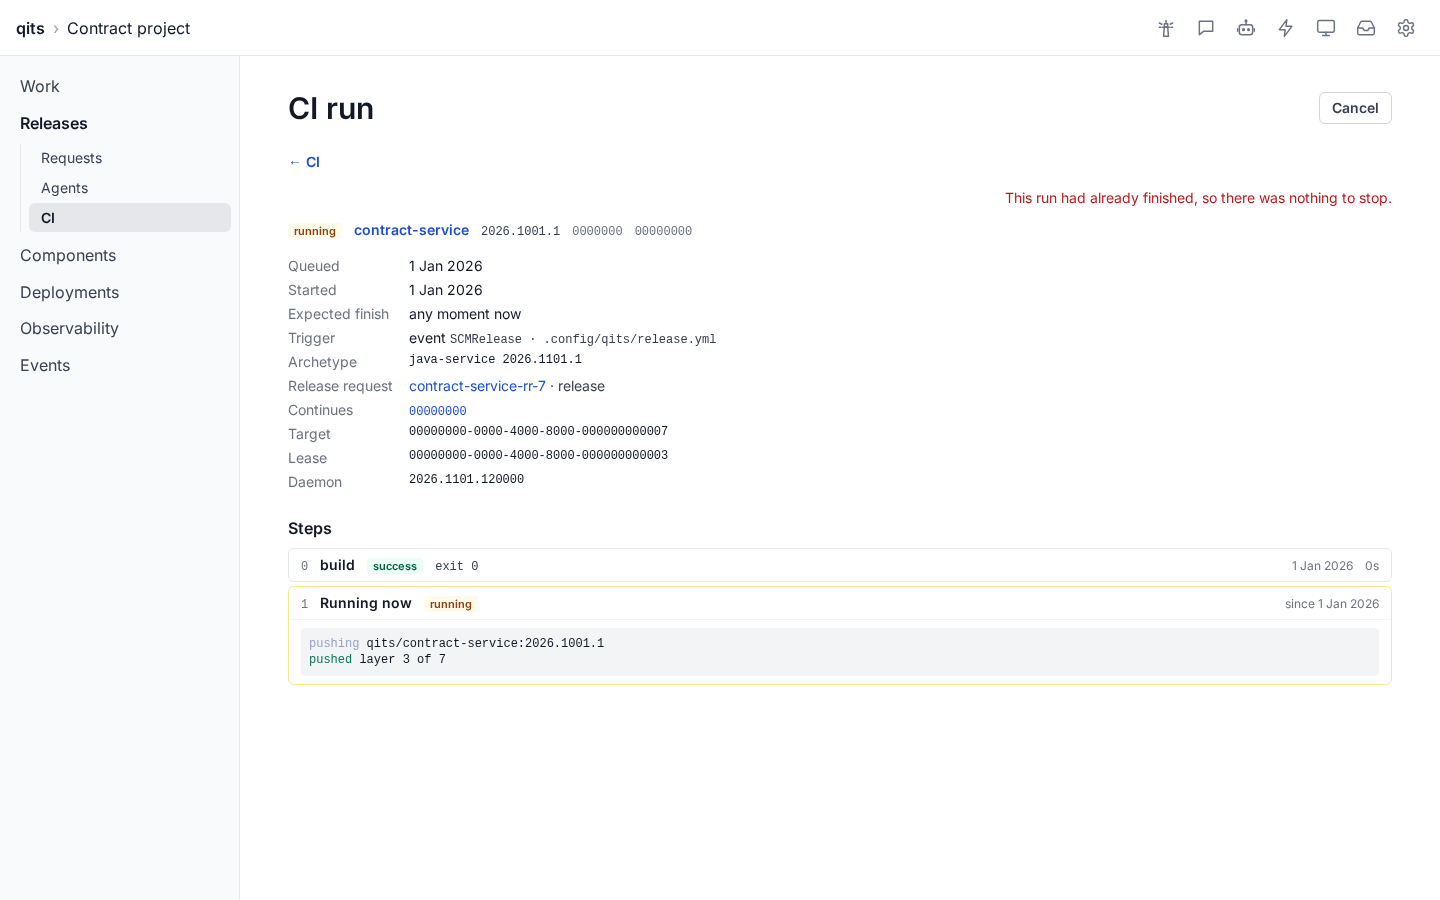 qits › Contract project
Work
Releases
Requests
Agents
CI
Components
Deployments
Observability
Events
CI run
Cancel
← CI
This run had already finished, so there was nothing to stop.
running contract-service 2026.1001.1 0000000 00000000
Queued 1 Jan 2026
Started 1 Jan 2026
Expected finish any moment now
Trigger event SCMRelease · .config/qits/release.yml
Archetype java-service 2026.1101.1
Release request contract-service-rr-7 · release
Continues 00000000
Target 00000000-0000-4000-8000-000000000007
Lease 00000000-0000-4000-8000-000000000003
Daemon 2026.1101.120000
Steps
0 build success exit 0 1 Jan 2026 0s
1 Running now running since 1 Jan 2026
pushing qits/contract-service:2026.1001.1
pushed layer 3 of 7